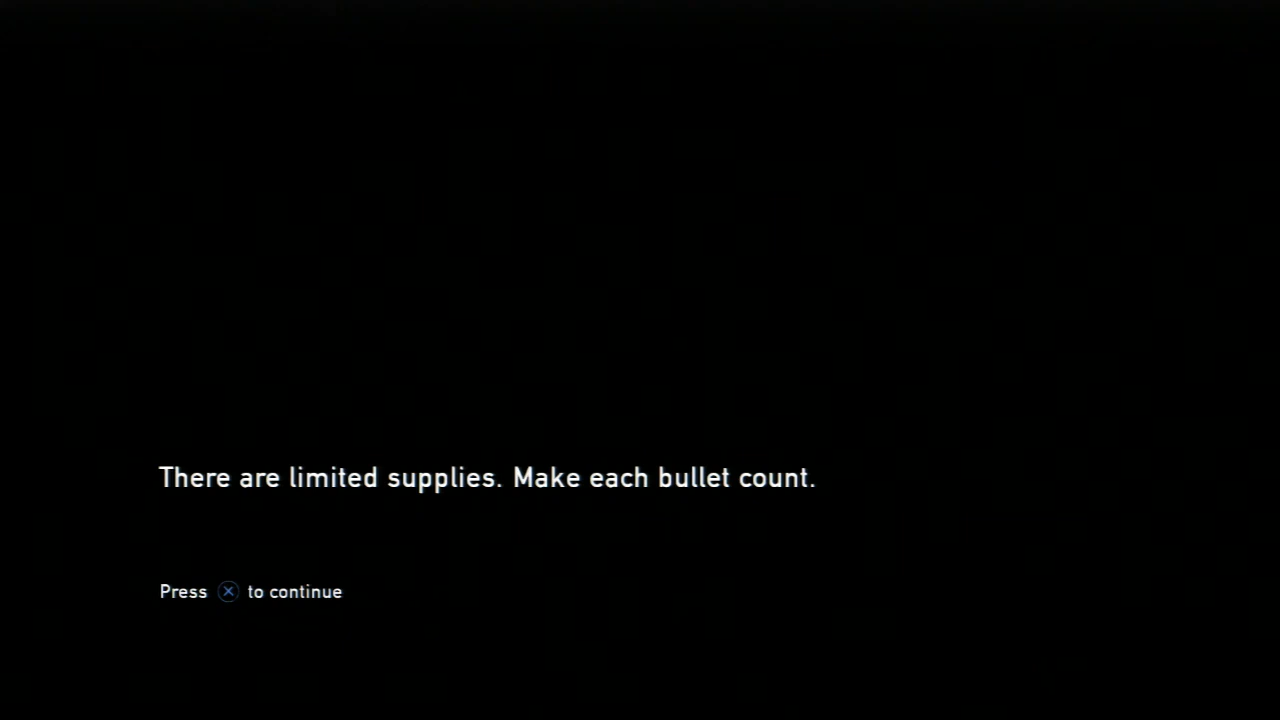 There are limited supplies. Make each bullet count.
Press ⓧ to continue